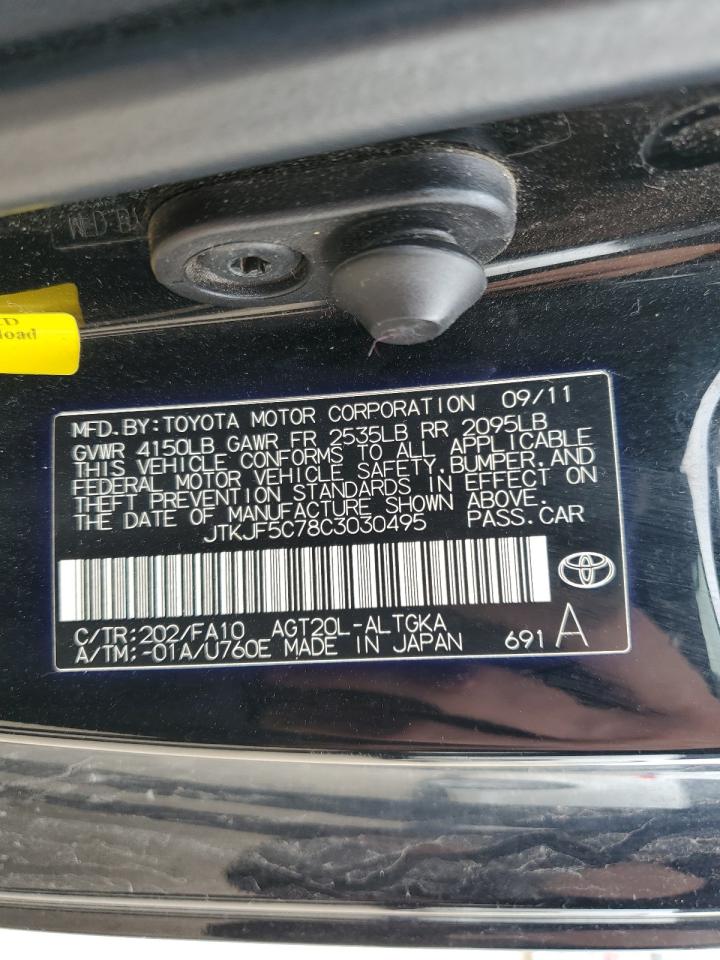 oad
MFD.BY:TOYOTA MOTOR CORPORATION 09/11
GVWR 4150LB GAWR FR 2535LB RR 2095LB
THIS VEHICLE CONFORMS TO ALL APPLICABLE
FEDERAL MOTOR VEHICLE SAFETY,BUMPER,AND
THEFT PREVENTION STANDARDS IN EFFECT ON
THE DATE OF MANUFACTURE SHOWN ABOVE.
JTKJF5C78C3030495 PASS.CAR
C/TR:202/FA10 AGT20L-ALTGKA
A/TM:-01A/U760E MADE IN JAPAN 691 A